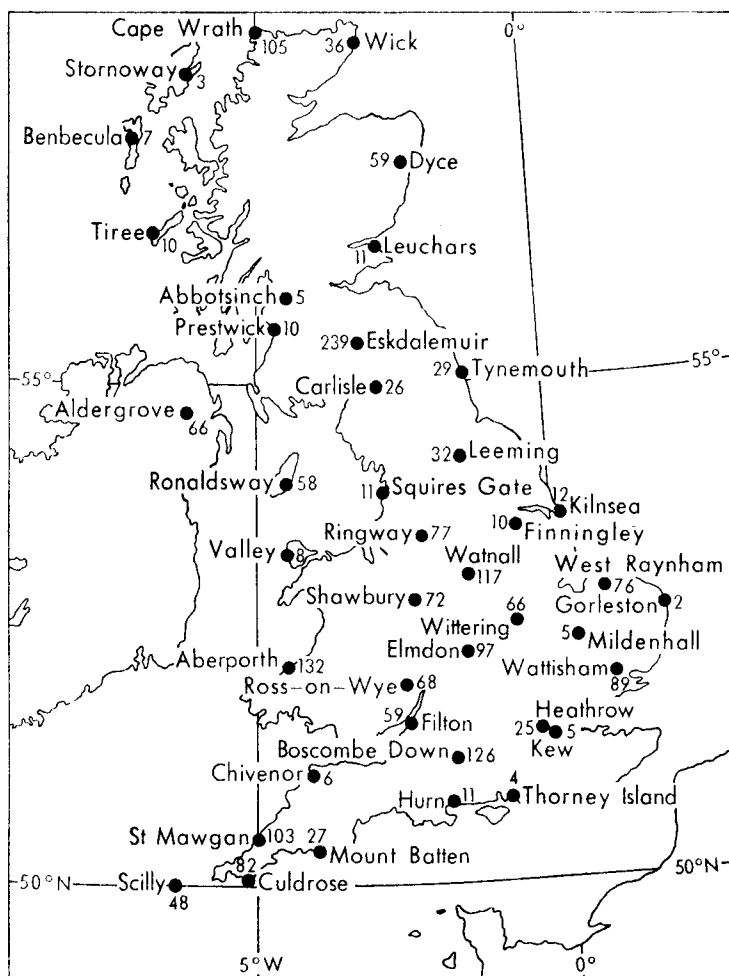 0°
Cape Wrath 105
36 Wick
Stornoway 3
Benbecula 7
59 Dyce
Tiree 10
11 Leuchars
Abbotsinch 5
Prestwick 10
239 Eskdalemuir
55°
29 Tynemouth
55°
Carlisle 26
Aldergrove 66
32 Leeming
Ronaldsway 58
11 Squires Gate
12 Kilnsea
10 Finningley
Ringway 77
Valley 8
Watnall 117
West Raynham 76
Shawbury 72
Gorleston 2
66
Wittering
5 Mildenhall
Elmdon 97
Aberporth 132
Wattisham 89
Ross-on-Wye 68
59 Filton
Heathrow
25 5
Kew
Boscombe Down 126
Chivenor 6
4
Hurn 11 Thorney Island
St Mawgan 103
27 Mount Batten
82
Culdrose
50°N
50°N
Scilly
48
5°W
0°